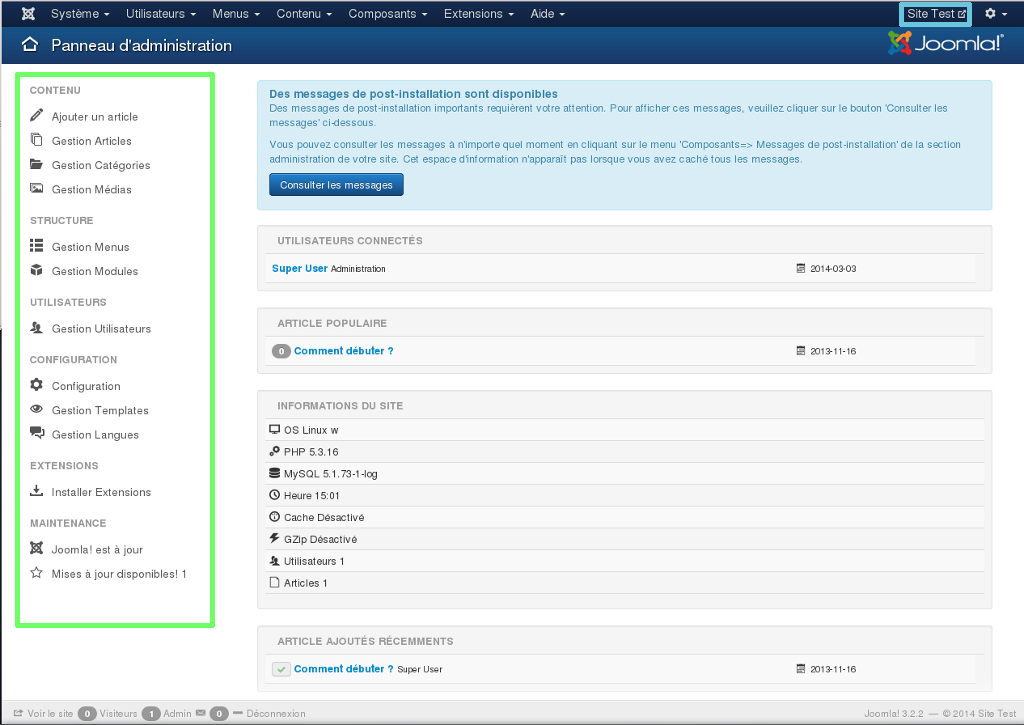 Système Utilisateurs Menus Contenu Composants Extensions Aide Site Test
Panneau d'administration Joomla!
CONTENU
Ajouter un article
Gestion Articles
Gestion Catégories
Gestion Médias
STRUCTURE
Gestion Menus
Gestion Modules
UTILISATEURS
Gestion Utilisateurs
CONFIGURATION
Configuration
Gestion Templates
Gestion Langues
EXTENSIONS
Installer Extensions
MAINTENANCE
Joomla! est à jour
Mises à jour disponibles! 1
Des messages de post-installation sont disponibles
Des messages de post-installation importants requièrent votre attention. Pour afficher ces messages, veuillez cliquer sur le bouton 'Consulter les
messages' ci-dessous.
Vous pouvez consulter les messages à n'importe quel moment en cliquant sur le menu 'Composants=> Messages de post-installation' de la section
administration de votre site. Cet espace d'information n'apparaît pas lorsque vous avez caché tous les messages.
Consulter les messages
UTILISATEURS CONNECTÉS
Super User Administration 2014-03-03
ARTICLE POPULAIRE
0 Comment débuter ? 2013-11-16
INFORMATIONS DU SITE
OS Linux w
PHP 5.3.16
MySQL 5.1.73-1-log
Heure 15:01
Cache Désactivé
GZip Désactivé
Utilisateurs 1
Articles 1
ARTICLE AJOUTÉS RÉCEMMENTS
Comment débuter ? Super User 2013-11-16
Voir le site 0 Visiteurs 1 Admin 0 Déconnexion Joomla! 3.2.2 — © 2014 Site Test